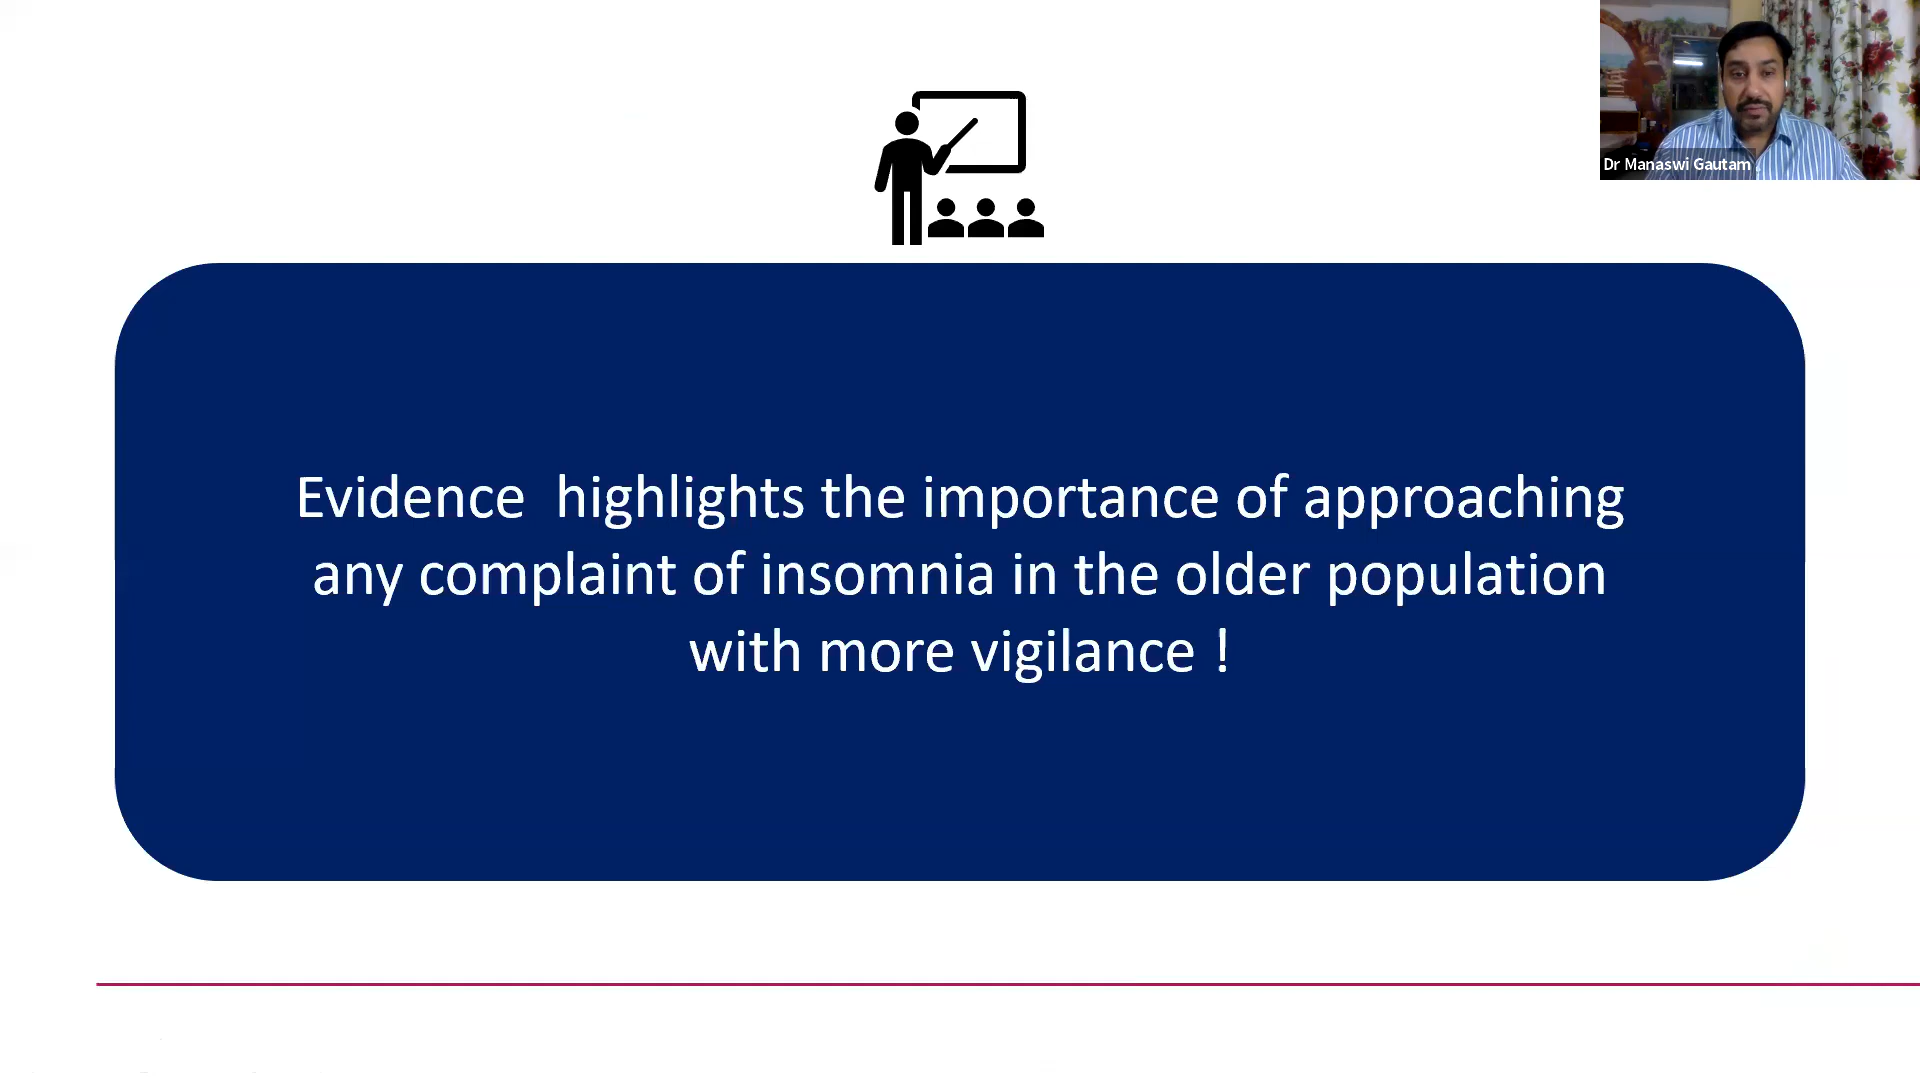 Dr Manaswi Gautam
Evidence  highlights the importance of approaching
any complaint of insomnia in the older population
with more vigilance !